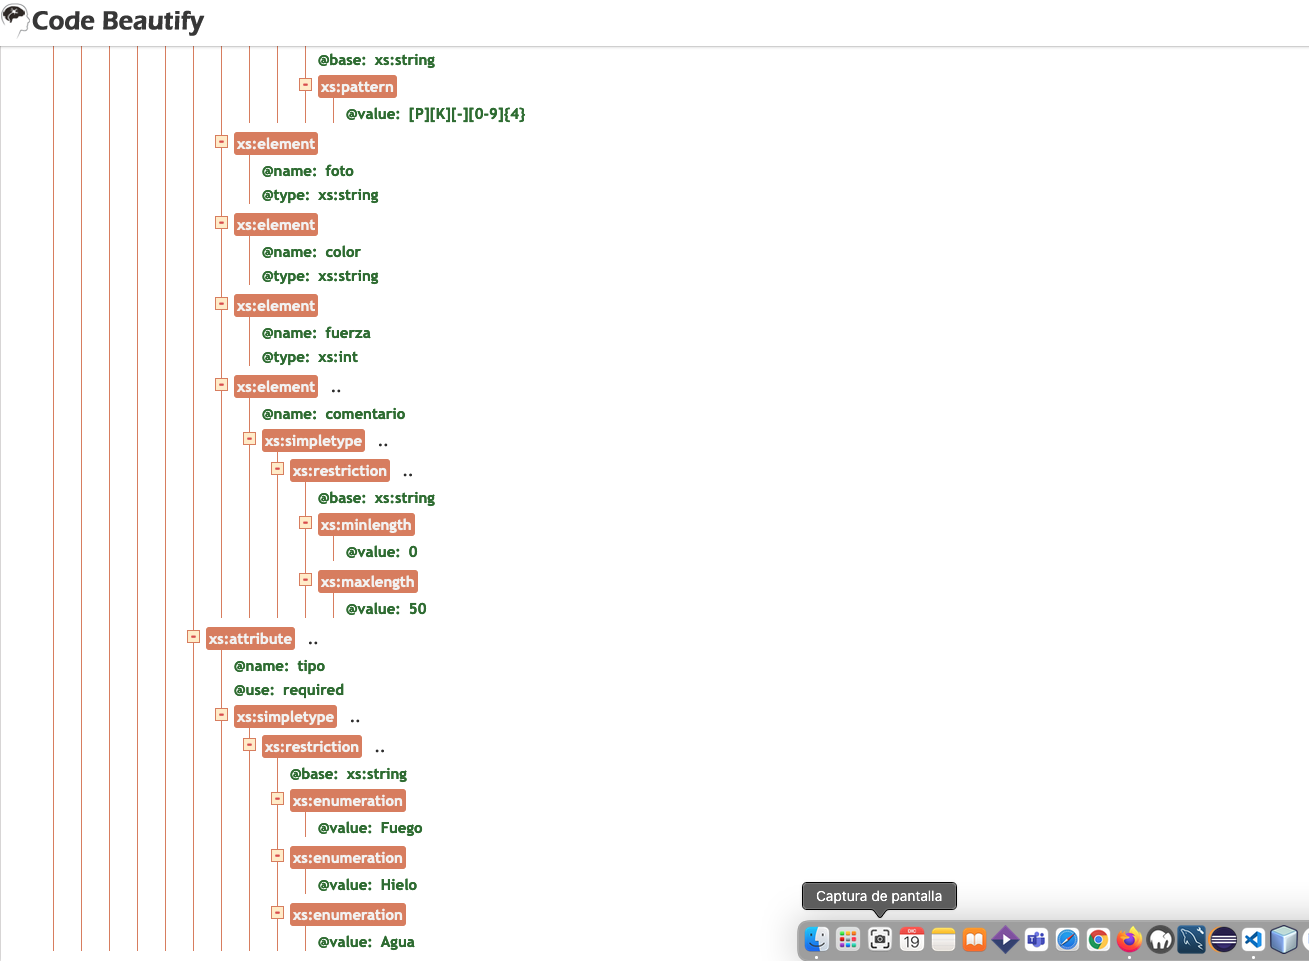 Code Beautify
@base: xs:string
xs:pattern
@value: [P][K][-][0-9]{4}
xs:element
@name: foto
@type: xs:string
xs:element
@name: color
@type: xs:string
xs:element
@name: fuerza
@type: xs:int
xs:element ..
@name: comentario
xs:simpletype ..
xs:restriction ..
@base: xs:string
xs:minlength
@value: 0
xs:maxlength
@value: 50
xs:attribute ..
@name: tipo
@use: required
xs:simpletype ..
xs:restriction ..
@base: xs:string
xs:enumeration
@value: Fuego
xs:enumeration
@value: Hielo
xs:enumeration
@value: Agua
Captura de pantalla
DIC
19